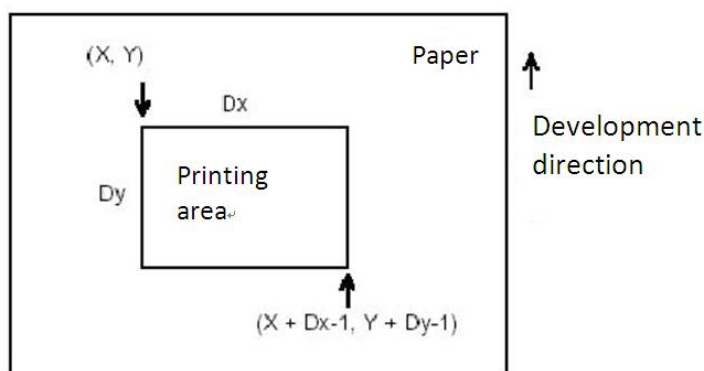 (X, Y)
Paper
Dx
Development
direction
Dy
Printing
area↵
(X + Dx-1, Y + Dy-1)